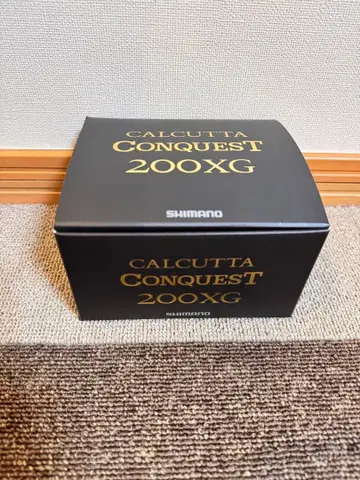 CALCUTTA
CONQUEST
200XG
SHIMANO
CALCUTTA
CONQUEST
200XG
SHIMANO